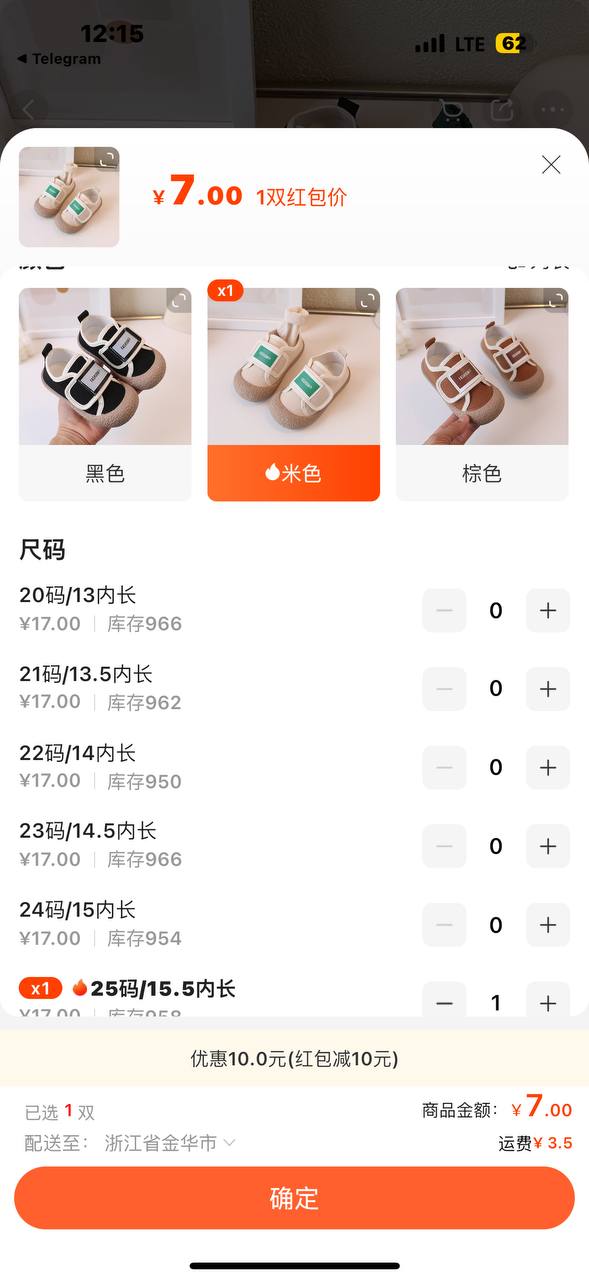 12:15
LTE
62
◀ Telegram
¥7.00 1双红包价
x1
黑色
米色
棕色
尺码
20码/13内长
¥17.00 | 库存966
0
21码/13.5内长
¥17.00 | 库存962
0
22码/14内长
¥17.00 | 库存950
0
23码/14.5内长
¥17.00 | 库存966
0
24码/15内长
¥17.00 | 库存954
0
x1 25码/15.5内长
¥17.00 | 库存958
1
优惠10.0元(红包减10元)
已选 1 双
商品金额: ¥7.00
配送至: 浙江省金华市
运费¥ 3.5
确定